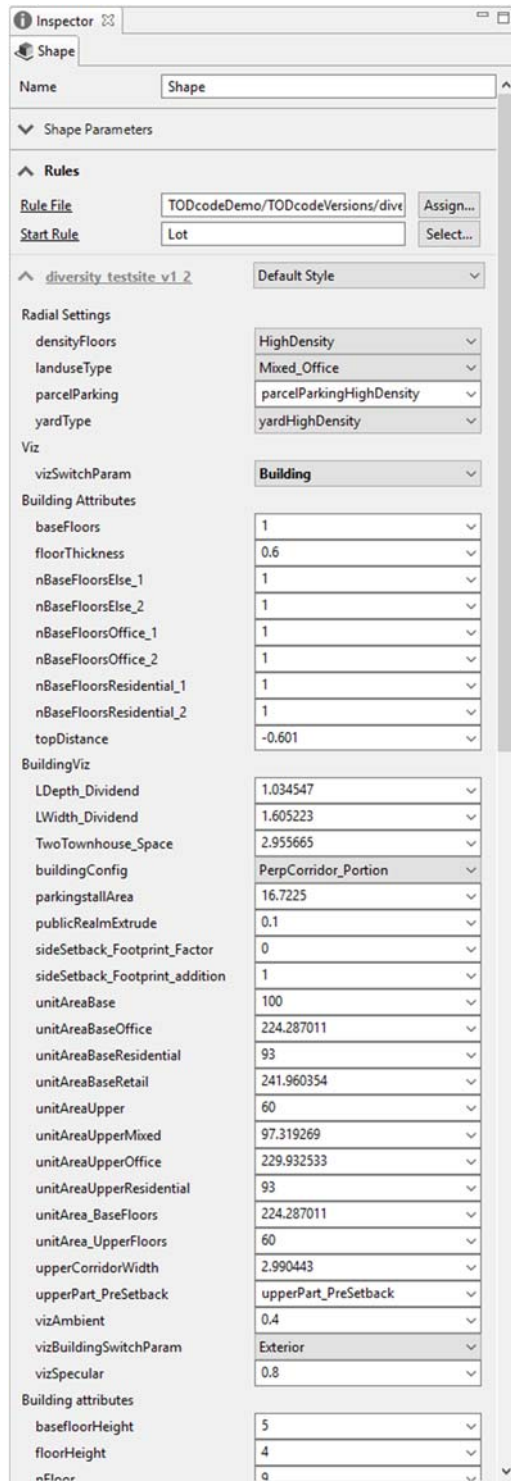 Inspector
Shape
Name Shape
Shape Parameters
Rules
Rule File TODcodeDemo/TODcodeVersions/dive Assign...
Start Rule Lot Select...
diversity_testsite_v1_2 Default Style
Radial Settings
densityFloors HighDensity
landuseType Mixed_Office
parcelParking parcelParkingHighDensity
yardType yardHighDensity
Viz
vizSwitchParam Building
Building Attributes
baseFloors 1
floorThickness 0.6
nBaseFloorsElse_1 1
nBaseFloorsElse_2 1
nBaseFloorsOffice_1 1
nBaseFloorsOffice_2 1
nBaseFloorsResidential_1 1
nBaseFloorsResidential_2 1
topDistance -0.601
BuildingViz
LDepth_Dividend 1.034547
LWidth_Dividend 1.605223
TwoTownhouse_Space 2.955665
buildingConfig PerpCorridor_Portion
parkingstallArea 16.7225
publicRealmExtrude 0.1
sideSetback_Footprint_Factor 0
sideSetback_Footprint_addition 1
unitAreaBase 100
unitAreaBaseOffice 224.287011
unitAreaBaseResidential 93
unitAreaBaseRetail 241.960354
unitAreaUpper 60
unitAreaUpperMixed 97.319269
unitAreaUpperOffice 229.932533
unitAreaUpperResidential 93
unitArea_BaseFloors 224.287011
unitArea_UpperFloors 60
upperCorridorWidth 2.990443
upperPart_PreSetback upperPart_PreSetback
vizAmbient 0.4
vizBuildingSwitchParam Exterior
vizSpecular 0.8
Building attributes
basefloorHeight 5
floorHeight 4
nFloor 9